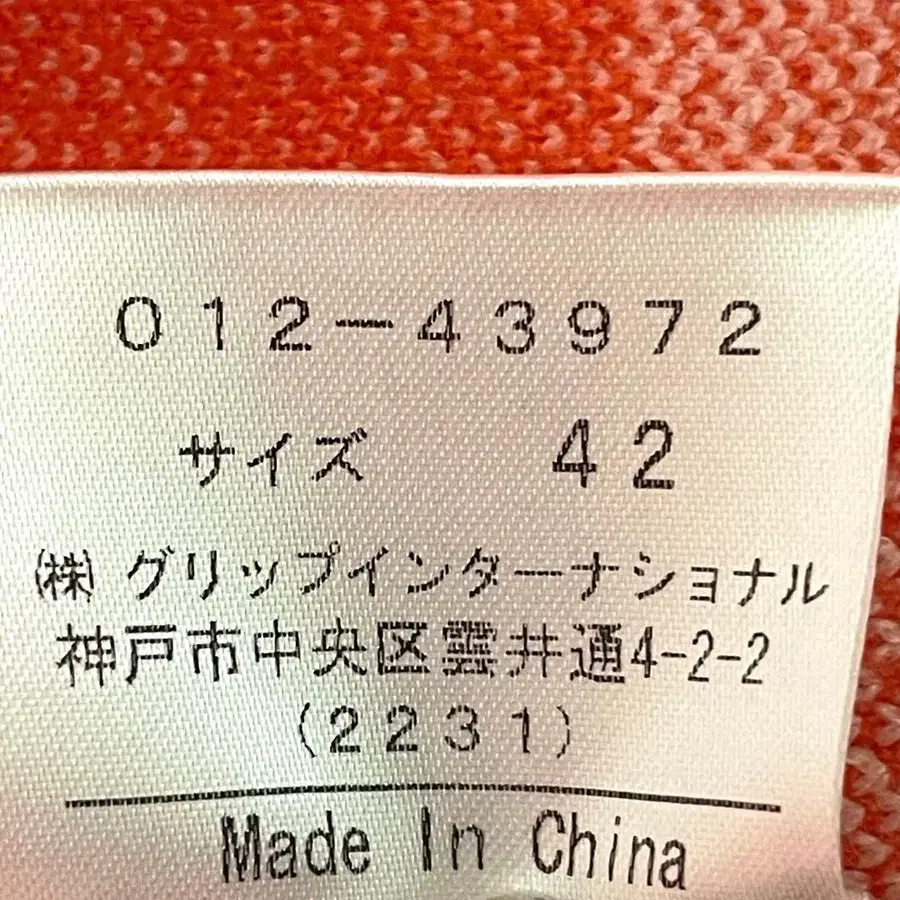 012-43972
サイズ 42
㈱ グリップインターナショナル
神戸市中央区雲井通4-2-2
(2231)
Made In China